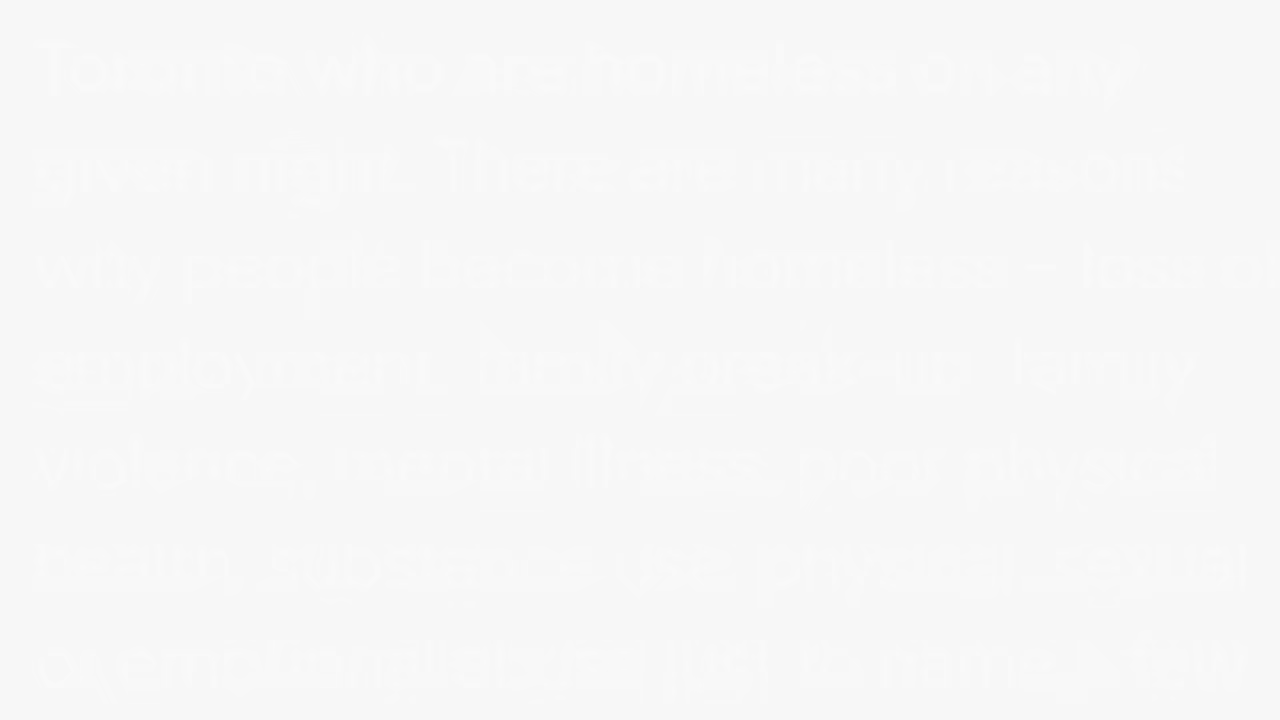 Toronto who are homeless on any
given night. There are many reasons
why people become homeless – loss of
employment, family break-up, family
violence, mental illness, poor physical
health, substance use, physical, sexual
or emotional abuse just to name a few